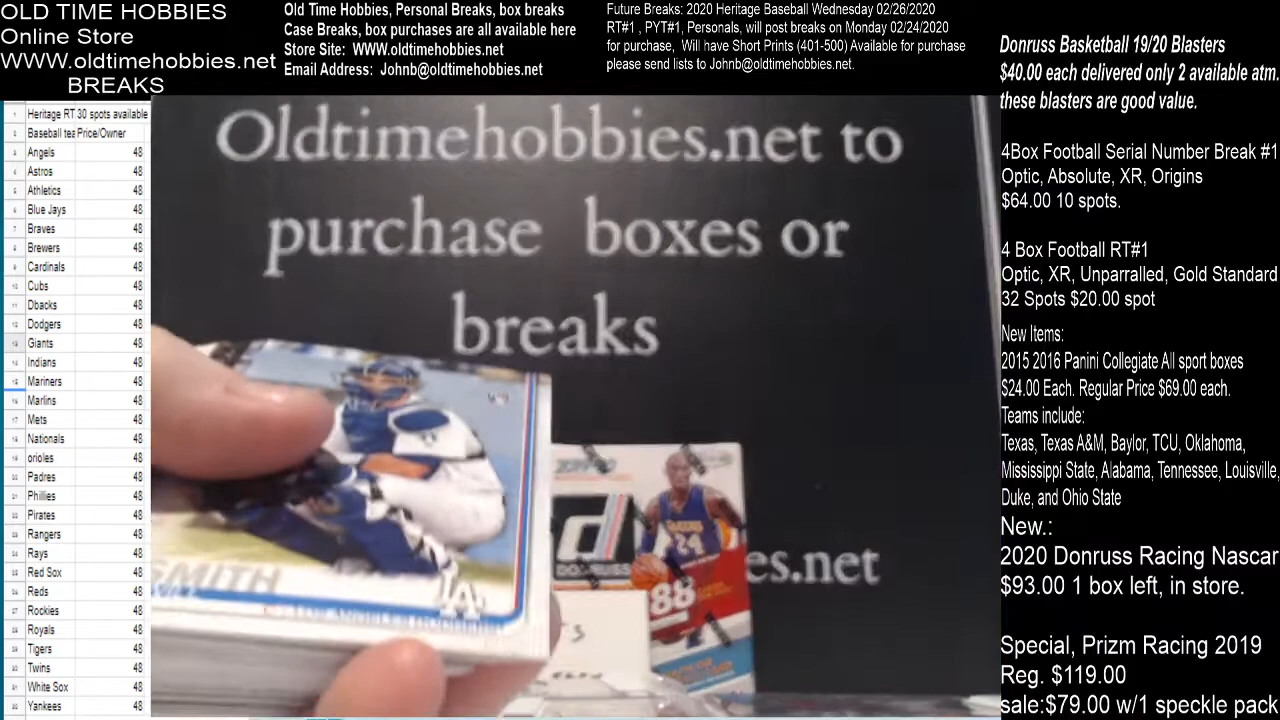 OLD TIME HOBBIES
Online Store
WWW.oldtimehobbies.net
BREAKS
Old Time Hobbies, Personal Breaks, box breaks
Case Breaks, box purchases are all available here
Store Site: WWW.oldtimehobbies.net
Email Address: Johnb@oldtimehobbies.net
Future Breaks: 2020 Heritage Baseball Wednesday 02/26/2020
RT#1 , PYT#1, Personals, will post breaks on Monday 02/24/2020
for purchase, Will have Short Prints (401-500) Available for purchase
please send lists to Johnb@oldtimehobbies.net.
Heritage RT 30 spots available
Baseball tea Price/Owner
Angels 48
Astros 48
Athletics 48
Blue Jays 48
Braves 48
Brewers 48
Cardinals 48
Cubs 48
Dbacks 48
Dodgers 48
Giants 48
Indians 48
Mariners 48
Marlins 48
Mets 48
Nationals 48
orioles 48
Padres 48
Phillies 48
Pirates 48
Rangers 48
Rays 48
Red Sox 48
Reds 48
Rockies 48
Royals 48
Tigers 48
Twins 48
White Sox 48
Yankees 48
Oldtimehobbies.net to
purchase boxes or
breaks
es.net
SMITH
LOS ANGELES DODGERS
DONRUSS
24
88
Donruss Basketball 19/20 Blasters
$40.00 each delivered only 2 available atm.
these blasters are good value.
4Box Football Serial Number Break #1
Optic, Absolute, XR, Origins
$64.00 10 spots.
4 Box Football RT#1
Optic, XR, Unparralled, Gold Standard
32 Spots $20.00 spot
New Items:
2015 2016 Panini Collegiate All sport boxes
$24.00 Each. Regular Price $69.00 each.
Teams include:
Texas, Texas A&M, Baylor, TCU, Oklahoma,
Mississippi State, Alabama, Tennessee, Louisville,
Duke, and Ohio State
New.:
2020 Donruss Racing Nascar
$93.00 1 box left, in store.
Special, Prizm Racing 2019
Reg. $119.00
sale:$79.00 w/1 speckle pack